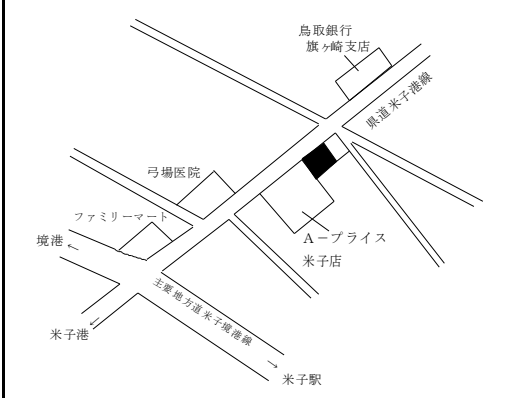 鳥取銀行
旗ヶ崎支店
県道米子港線
弓場医院
ファミリーマート
境港←
A-プライス
米子店
主要地方道米子境港線
米子港
←
→
米子駅